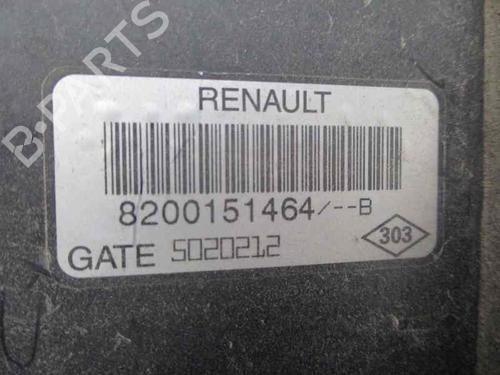 B-PARTS
RENAULT
8200151464/--B
303
GATE 5020212